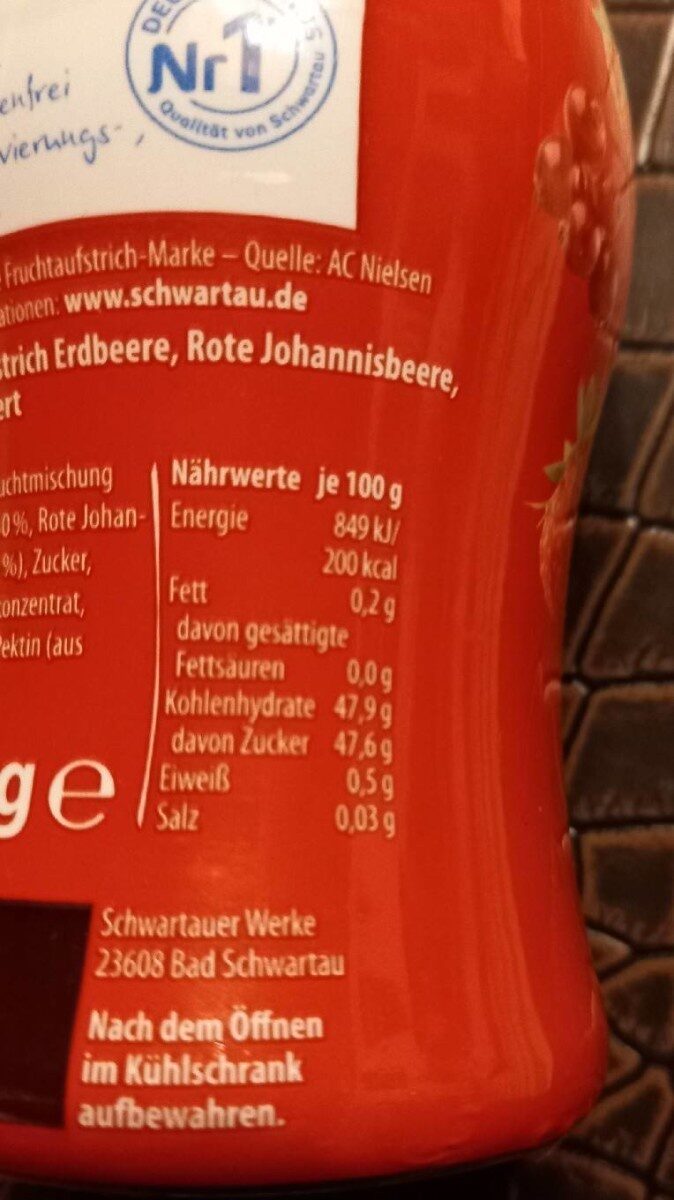 Nr 1
Qualität von Schwartau
enfrei
vierungs-,
Fruchtaufstrich-Marke – Quelle: AC Nielsen
ationen: www.schwartau.de
strich Erdbeere, Rote Johannisbeere,
ert
uchtmischung
0%, Rote Johan-
%), Zucker,
onzentrat,
Pektin (aus
g e
Nährwerte je 100 g
Energie 849 kJ/
200 kcal
Fett 0,2 g
davon gesättigte
Fettsäuren 0,0 g
Kohlenhydrate 47,9 g
davon Zucker 47,6 g
Eiweiß 0,5 g
Salz 0,03 g
Schwartauer Werke
23608 Bad Schwartau
Nach dem Öffnen
im Kühlschrank
aufbewahren.